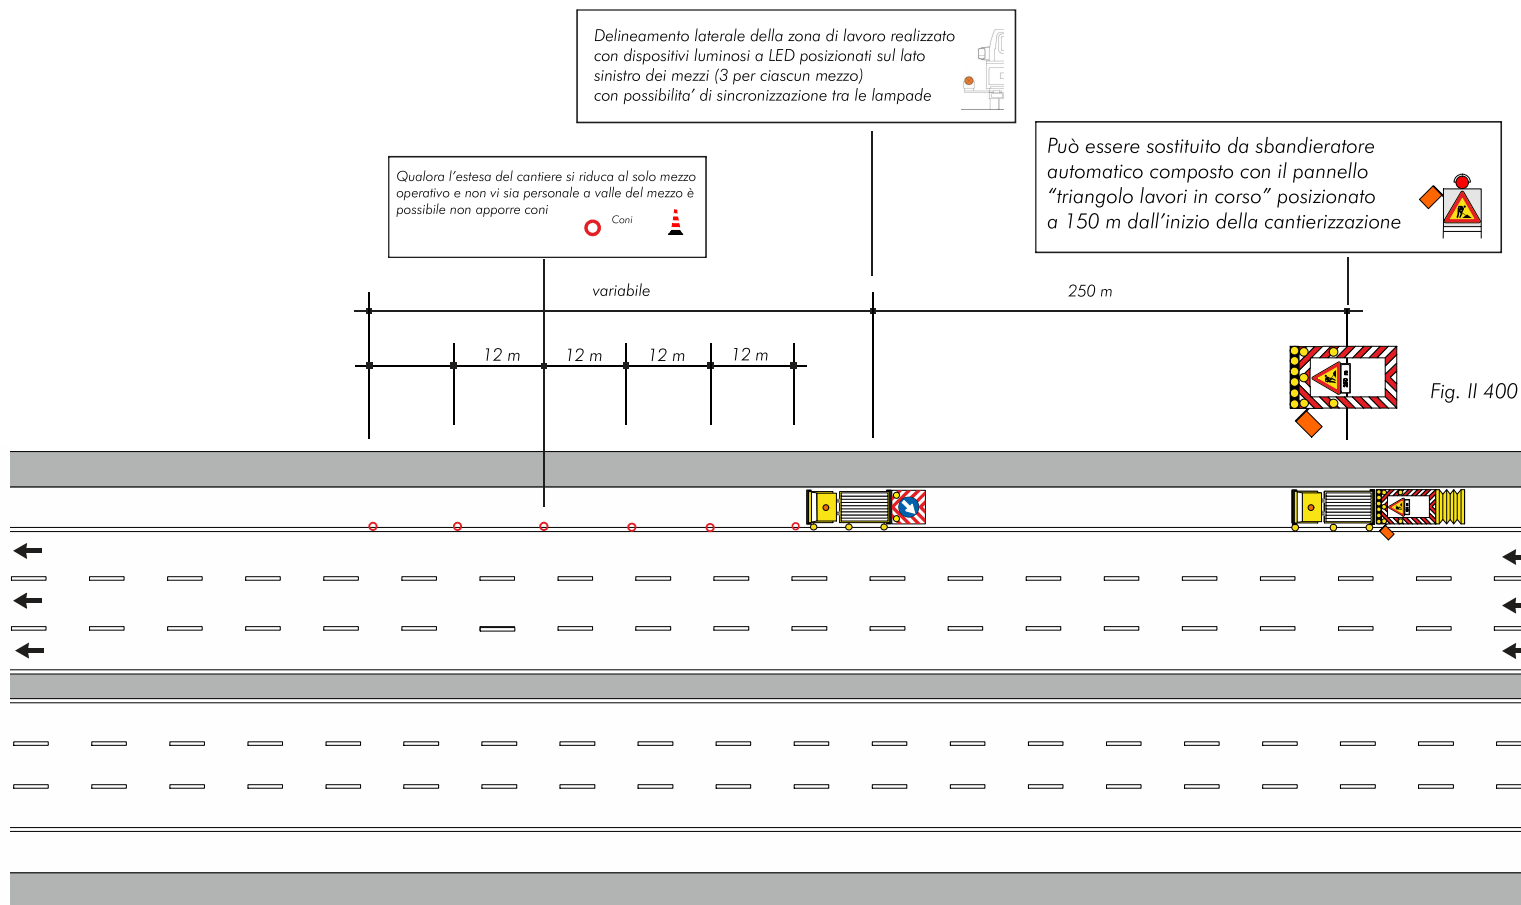 Delineamento laterale della zona di lavoro realizzato
con dispositivi luminosi a LED posizionati sul lato
sinistro dei mezzi (3 per ciascun mezzo)
con possibilita' di sincronizzazione tra le lampade
Può essere sostituito da sbandieratore
automatico composto con il pannello
“triangolo lavori in corso” posizionato
a 150 m dall'inizio della cantierizzazione
Qualora l'estesa del cantiere si riduca al solo mezzo
operativo e non vi sia personale a valle del mezzo è
possibile non apporre coni
Coni
variabile
250 m
12 m
12 m
12 m
12 m
Fig. II 400